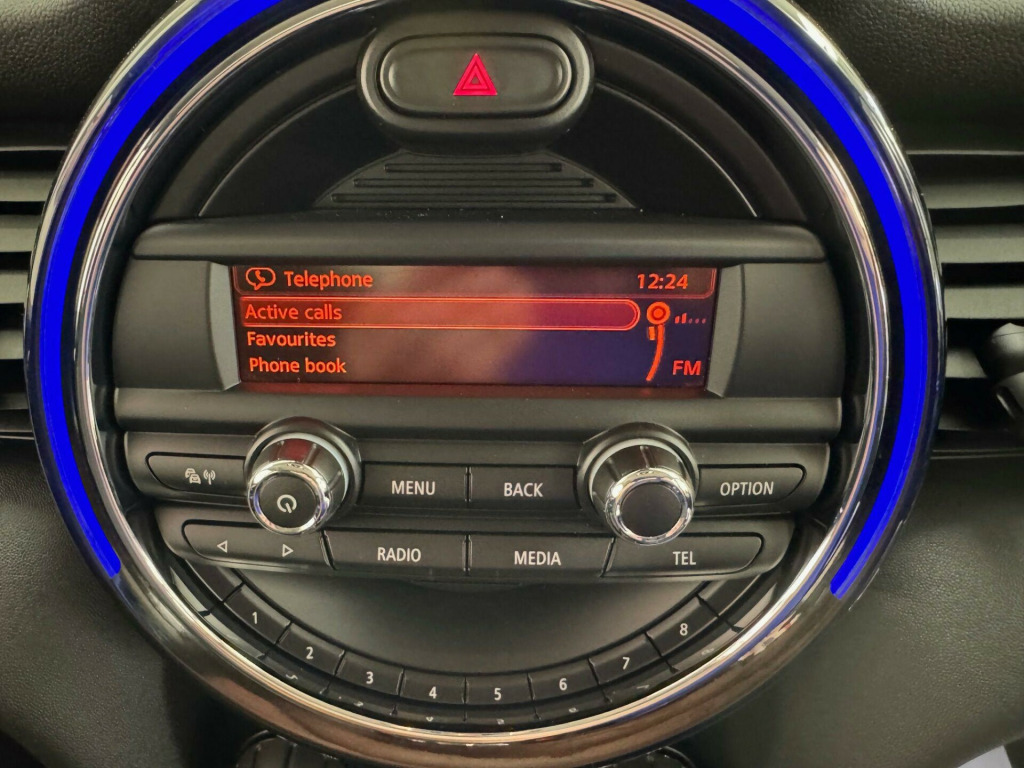 Telephone 12:24
Active calls
Favourites
Phone book FM
MENU BACK OPTION
RADIO MEDIA TEL
1 2 3 4 5 6 7 8